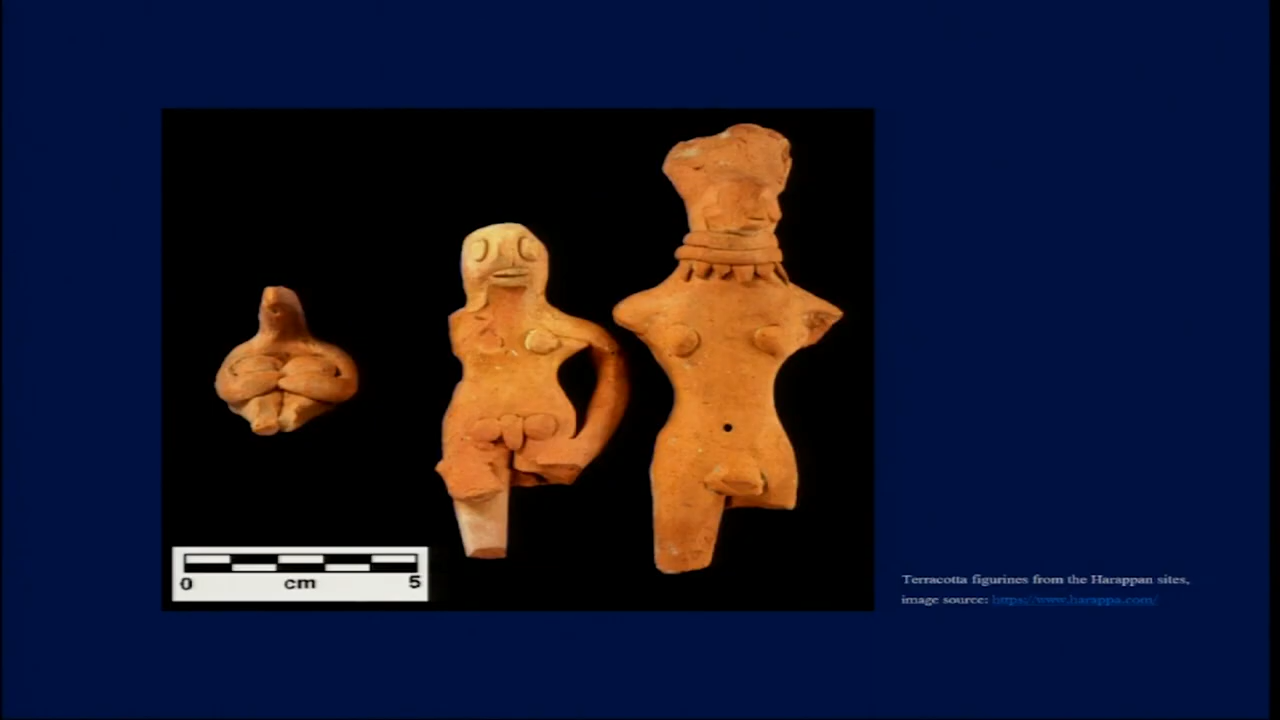 0 cm 5
Terracotta figurines from the Harappan sites,
image source: https://www.harappa.com/